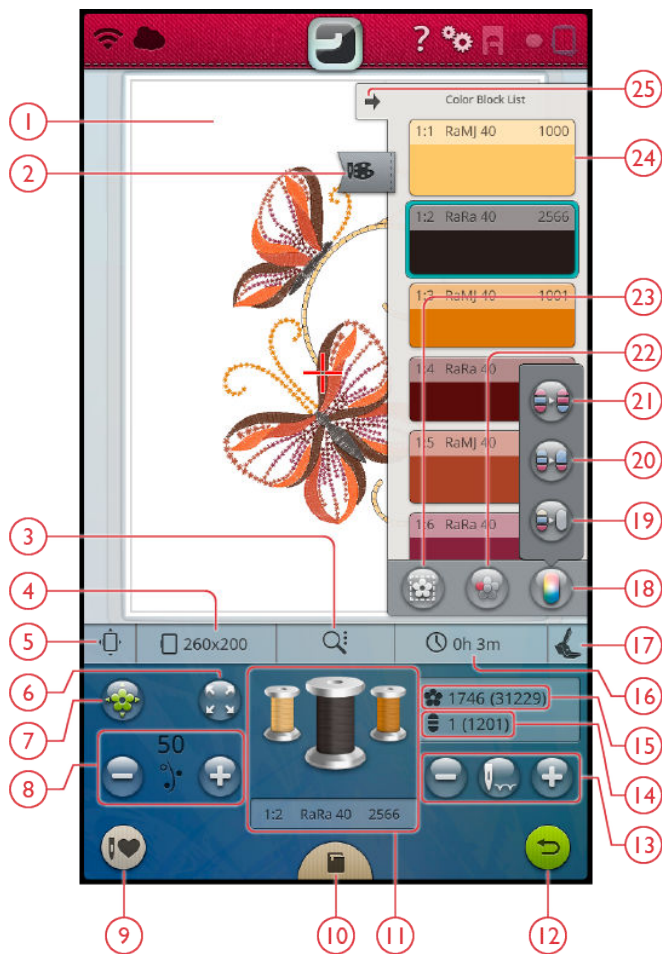 ?
25
Color Block List
1
1:1 RaMJ 40 1000
24
2
1:2 RaRa 40 2566
23
1:3 RaMJ 40 1001
22
1:4 RaRa 40
21
1:5 RaMJ 40
20
3
1:6 RaRa 40
19
4
18
5
260x200
0h 3m
17
6
16
1746 (31229)
7
50
1 (1201)
15
8
14
1:2 RaRa 40 2566
13
9
10
11
12